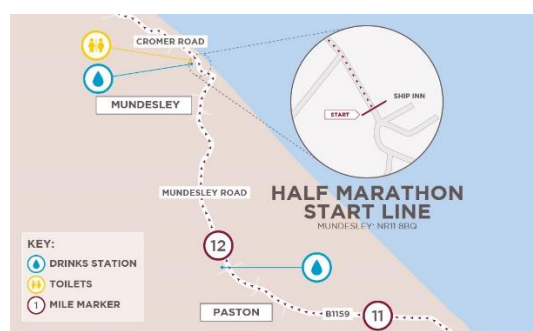 CROMER ROAD
MUNDESLEY
SHIP INN
START
MUNDESLEY ROAD
HALF MARATHON
START LINE
MUNDESLEY: NR11 8BQ
12
KEY:
DRINKS STATION
TOILETS
1 MILE MARKER
PASTON
B1159
11